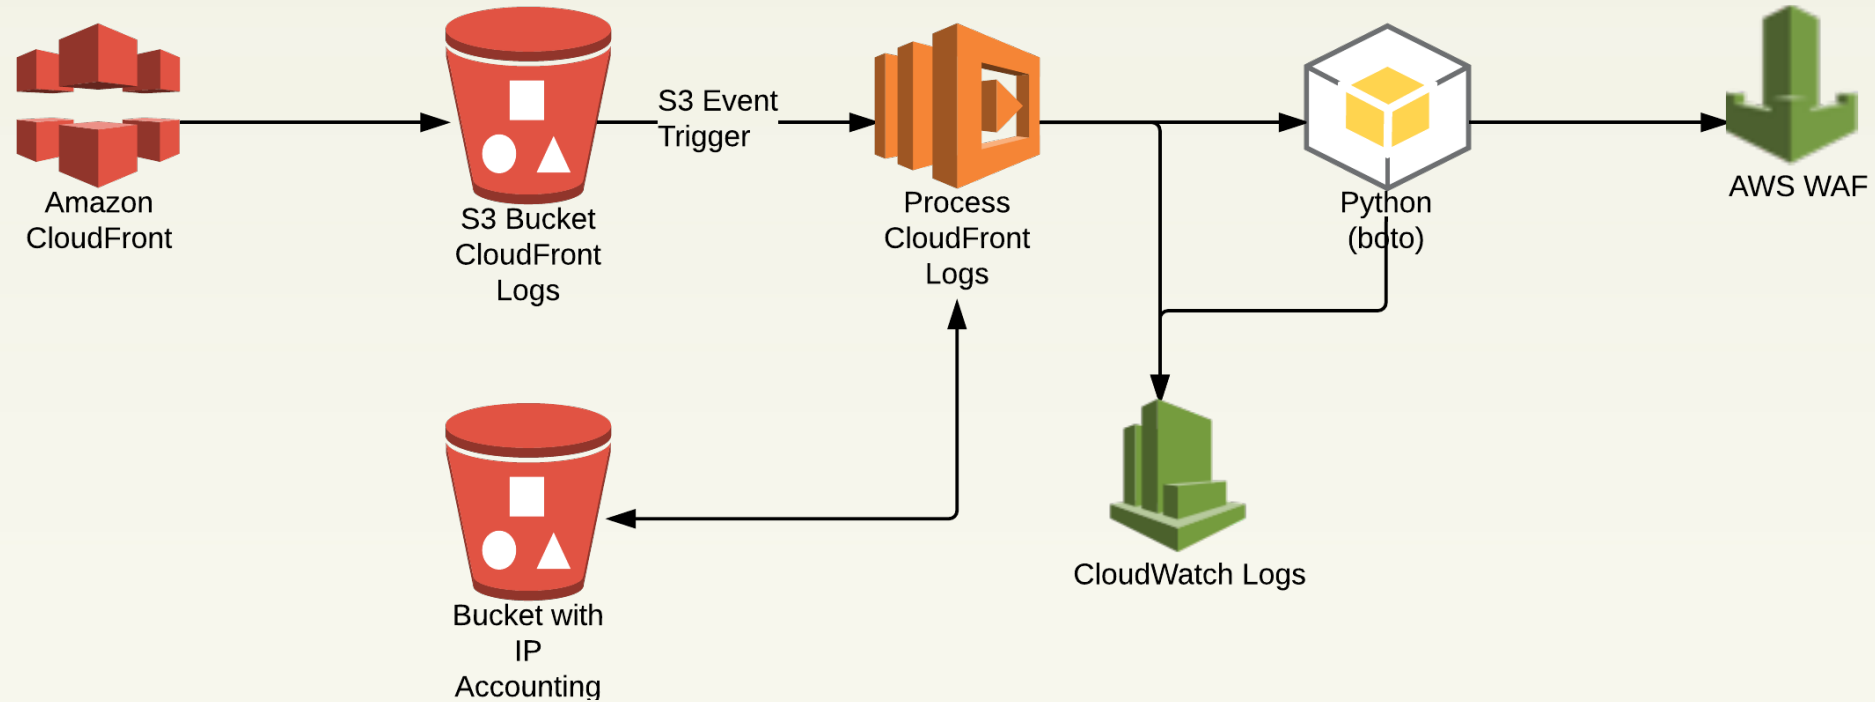 Amazon
CloudFront
S3 Bucket
CloudFront
Logs
S3 Event
Trigger
Process
CloudFront
Logs
Python
(boto)
AWS WAF
Bucket with
IP
Accounting
CloudWatch Logs